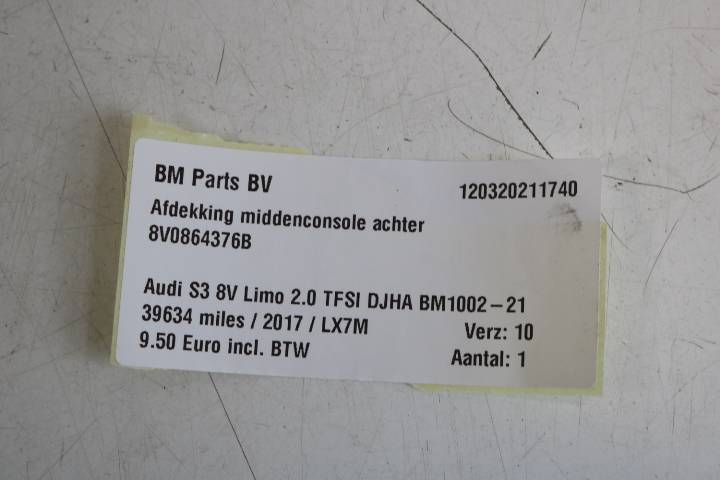 BM Parts BV 120320211740
Afdekking middenconsole achter
8V0864376B
Audi S3 8V Limo 2.0 TFSI DJHA BM1002-21
39634 miles / 2017 / LX7M Verz: 10
9.50 Euro incl. BTW Aantal: 1